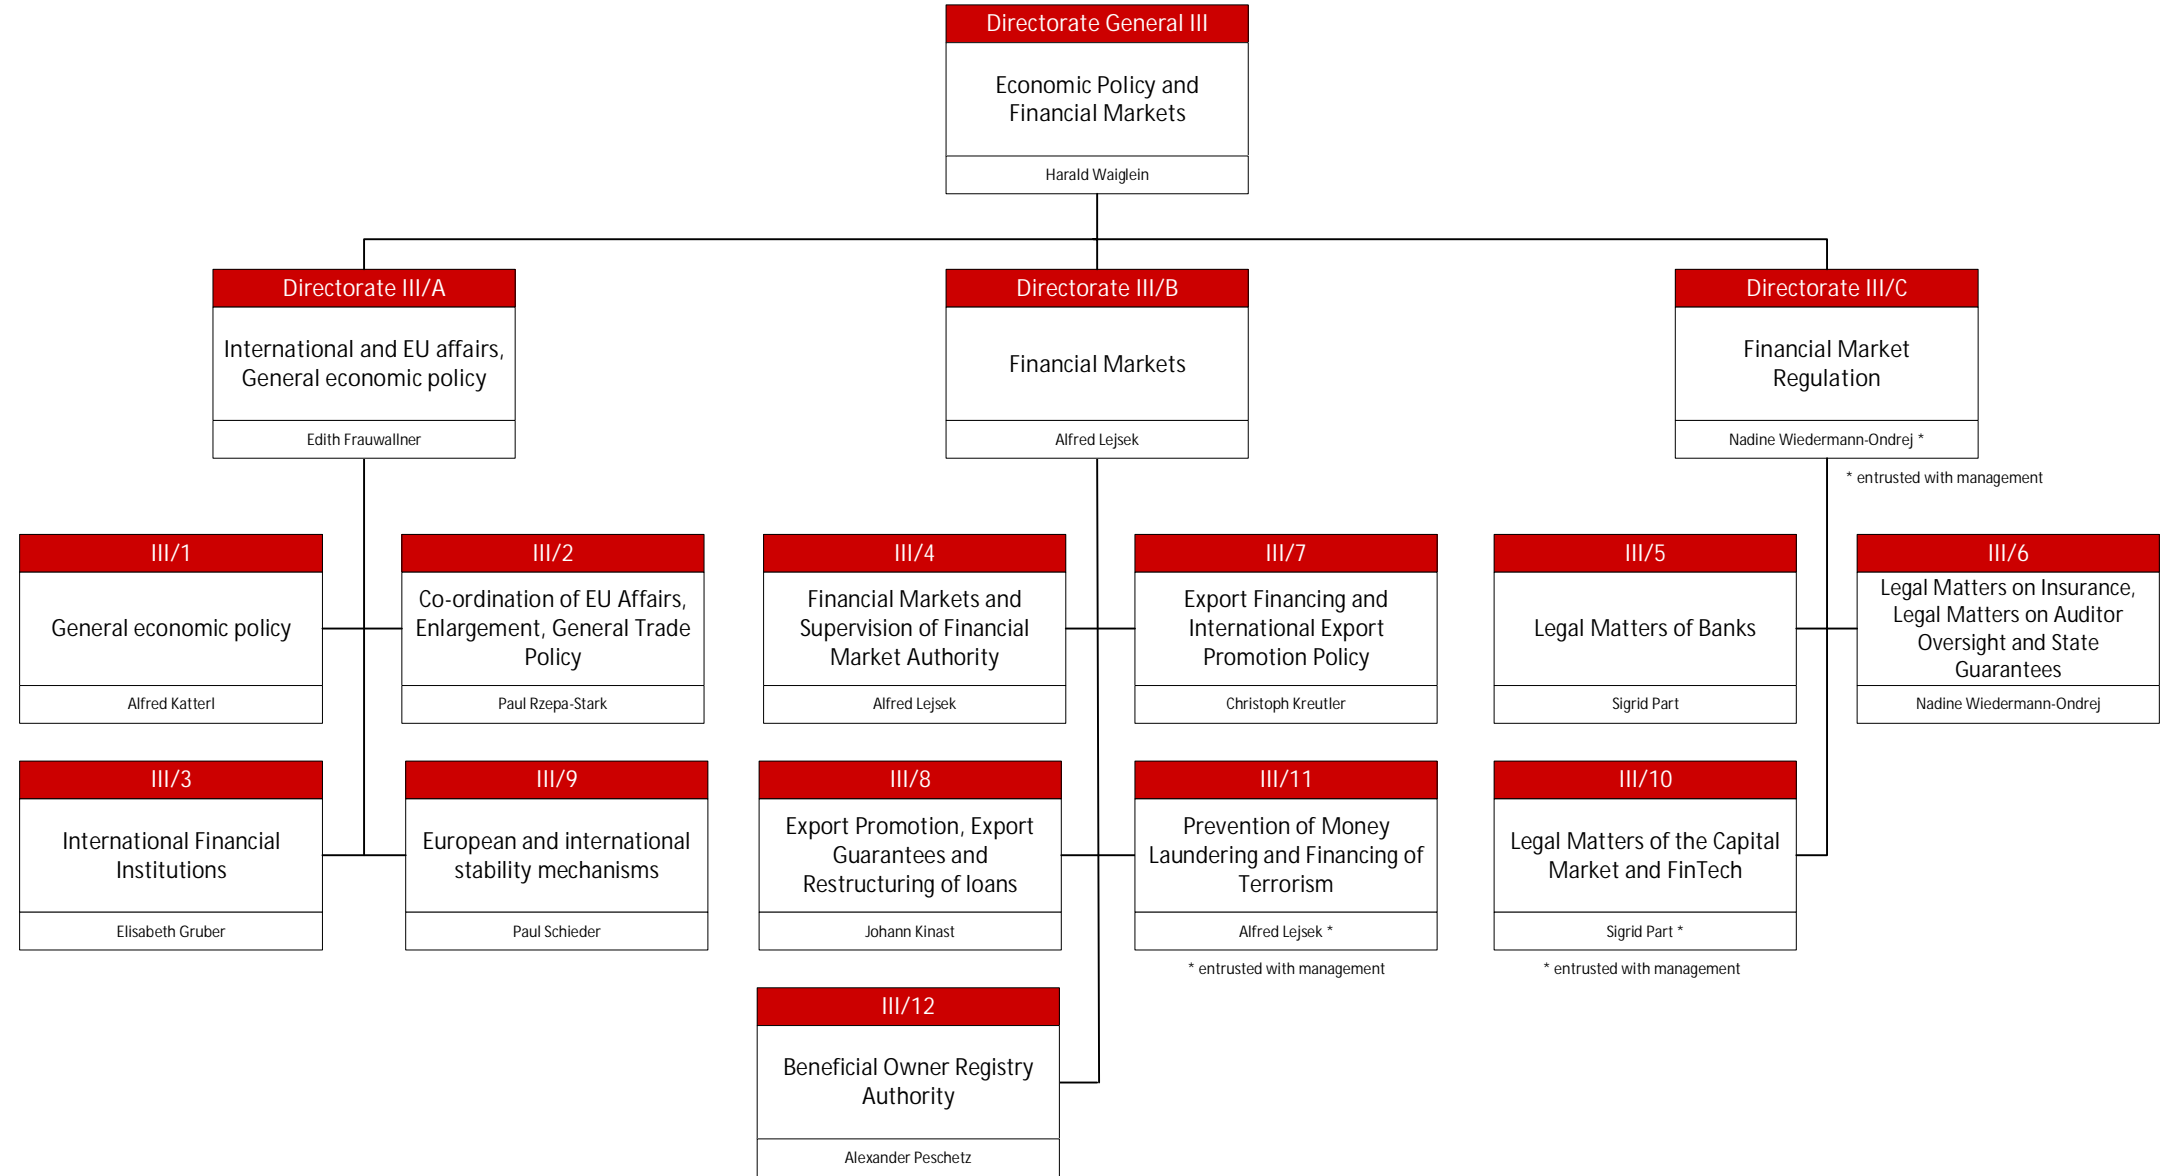 Directorate General III
Economic Policy and
Financial Markets
Harald Waiglein
Directorate III/A
International and EU affairs,
General economic policy
Edith Frauwallner
Directorate III/B
Financial Markets
Alfred Lejsek
Directorate III/C
Financial Market
Regulation
Nadine Wiedermann-Ondrej *
* entrusted with management
III/1
General economic policy
Alfred Katterl
III/2
Co-ordination of EU Affairs,
Enlargement, General Trade
Policy
Paul Rzepa-Stark
III/4
Financial Markets and
Supervision of Financial
Market Authority
Alfred Lejsek
III/7
Export Financing and
International Export
Promotion Policy
Christoph Kreutler
III/5
Legal Matters of Banks
Sigrid Part
III/6
Legal Matters on Insurance,
Legal Matters on Auditor
Oversight and State
Guarantees
Nadine Wiedermann-Ondrej
III/3
International Financial
Institutions
Elisabeth Gruber
III/9
European and international
stability mechanisms
Paul Schieder
III/8
Export Promotion, Export
Guarantees and
Restructuring of loans
Johann Kinast
III/11
Prevention of Money
Laundering and Financing of
Terrorism
Alfred Lejsek *
* entrusted with management
III/10
Legal Matters of the Capital
Market and FinTech
Sigrid Part *
* entrusted with management
III/12
Beneficial Owner Registry
Authority
Alexander Peschetz